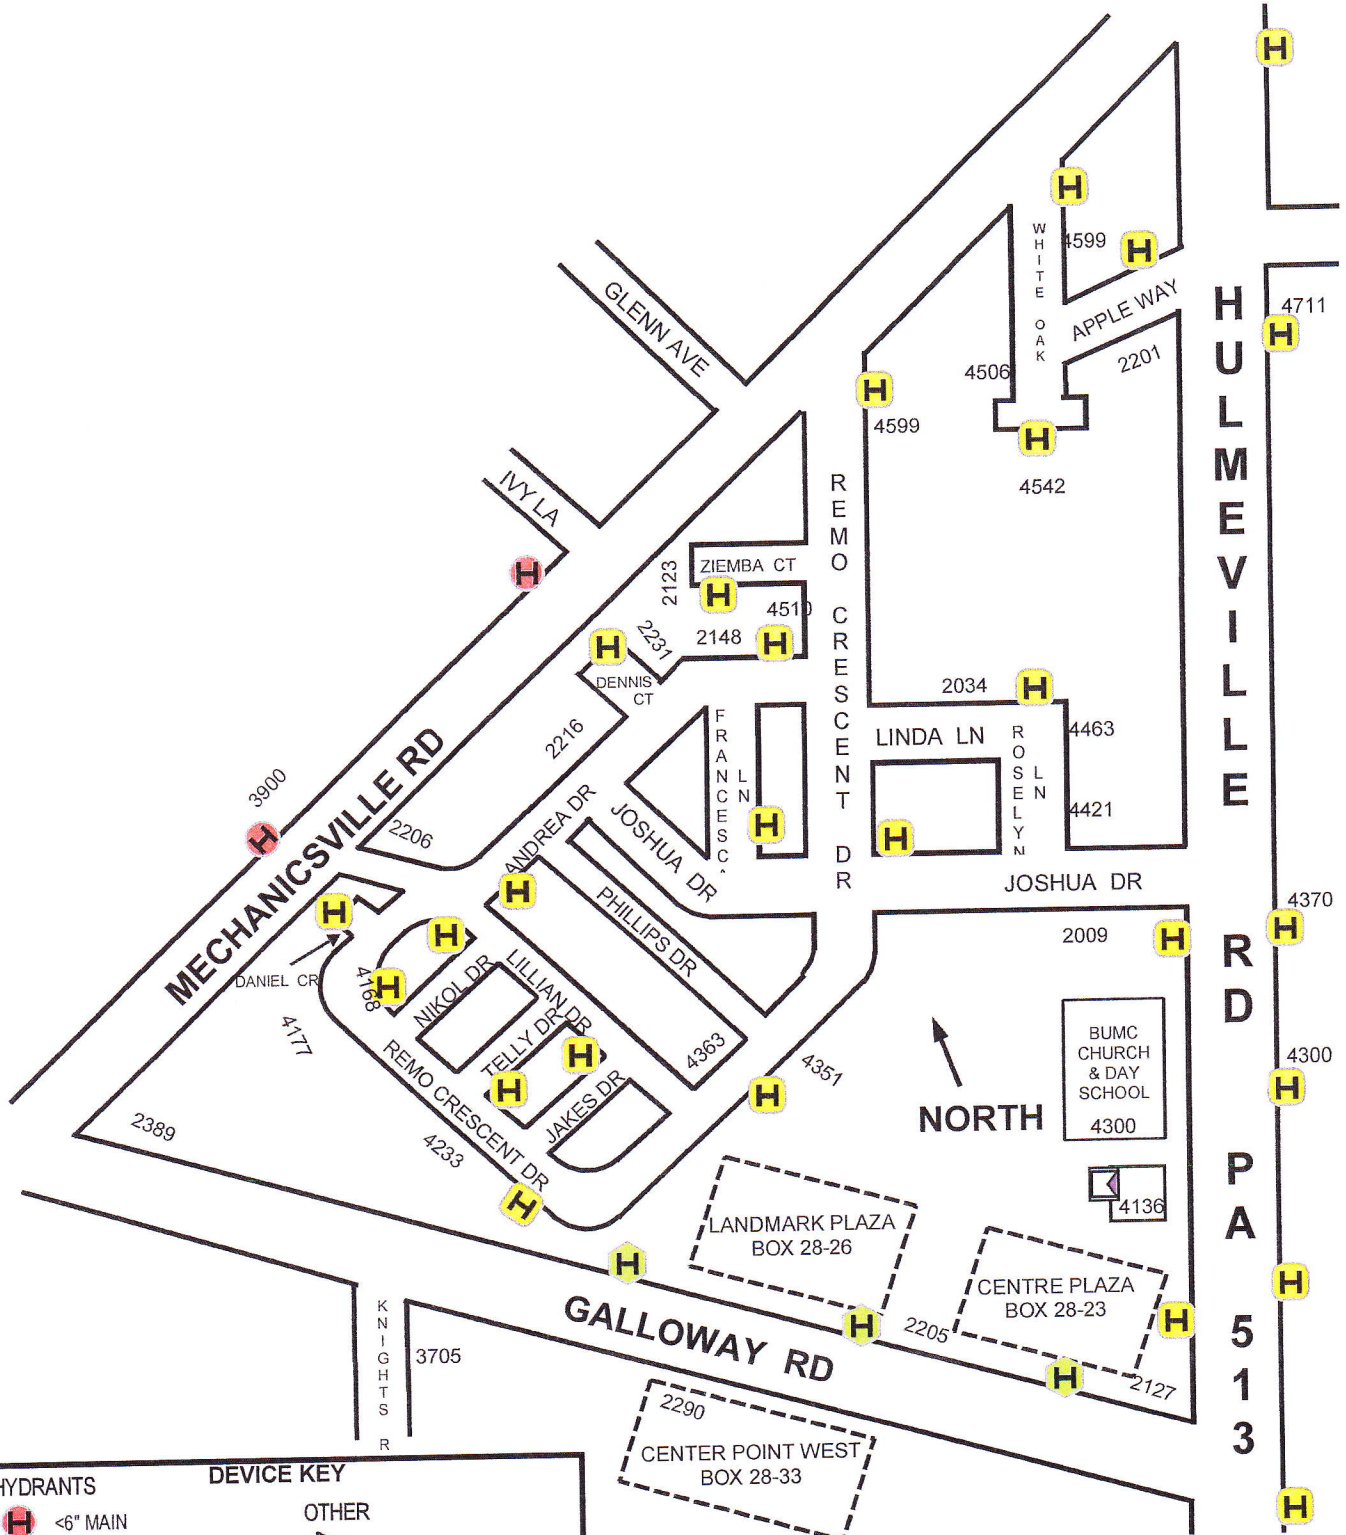 H
H
4599
H
WHITE OAK
APPLE WAY
2201
4711
H
GLENN AVE
4506
H
4599
H
4542
HULMEVILLE RD PA 513
IVY LA
H
REMO CRESCENT DR
ZIEMBA CT
2123
H
4510
2231
2148
H
H
DENNIS
CT
2034
H
2216
FRANCESC
LN
LINDA LN
ROSELYN
LN
4463
4421
3900
H
MECHANICSVILLE RD
2206
ANDREA DR
JOSHUA DR
H
H
JOSHUA DR
H
H
PHILLIPS DR
4370
H
2009
H
H
DANIEL CR
4168
H
NIKOL DR
LILLIAN DR
4177
TELLY DR
H
4363
REMO CRESCENT DR
H
JAKES DR
4351
H
NORTH
BUMC
CHURCH
& DAY
SCHOOL
4300
4300
H
2389
4233
H
4136
LANDMARK PLAZA
BOX 28-26
H
CENTRE PLAZA
BOX 28-23
H
H
GALLOWAY RD
H
2205
H
2127
KNIGHTS R
3705
2290
CENTER POINT WEST
BOX 28-33
H
DEVICE KEY
HYDRANTS
OTHER
H <6" MAIN